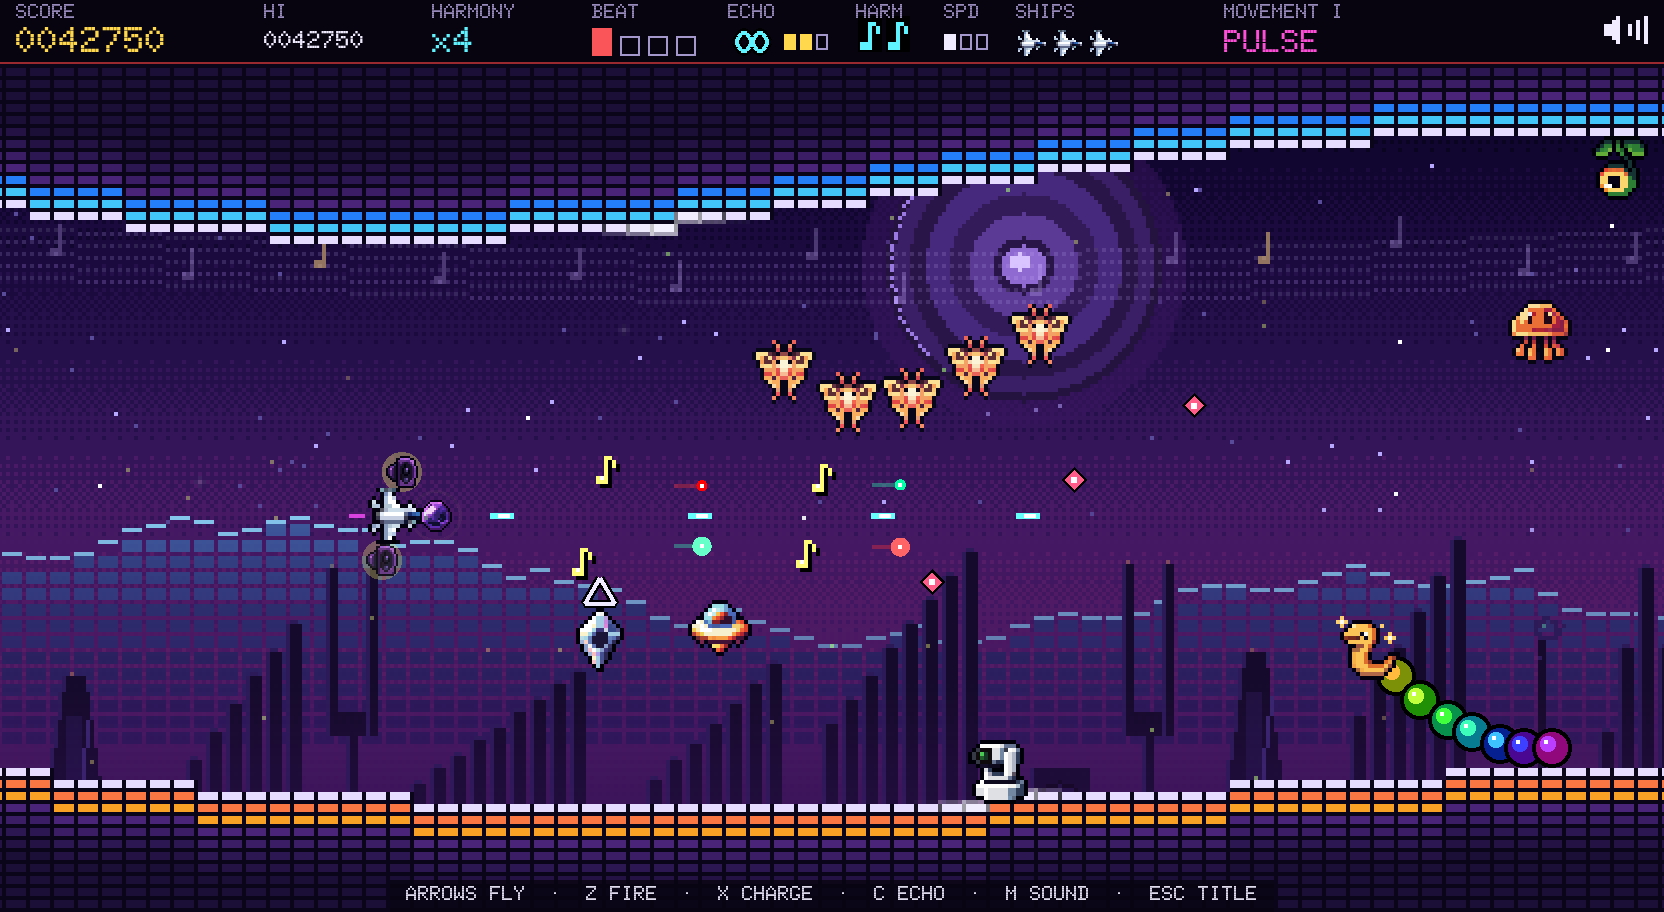 SCORE HI HARMONY BEAT ECHO HARM SPD SHIPS MOVEMENT I
0042750 0042750 x4 PULSE
ARROWS FLY · Z FIRE · X CHARGE · C ECHO · M SOUND · ESC TITLE